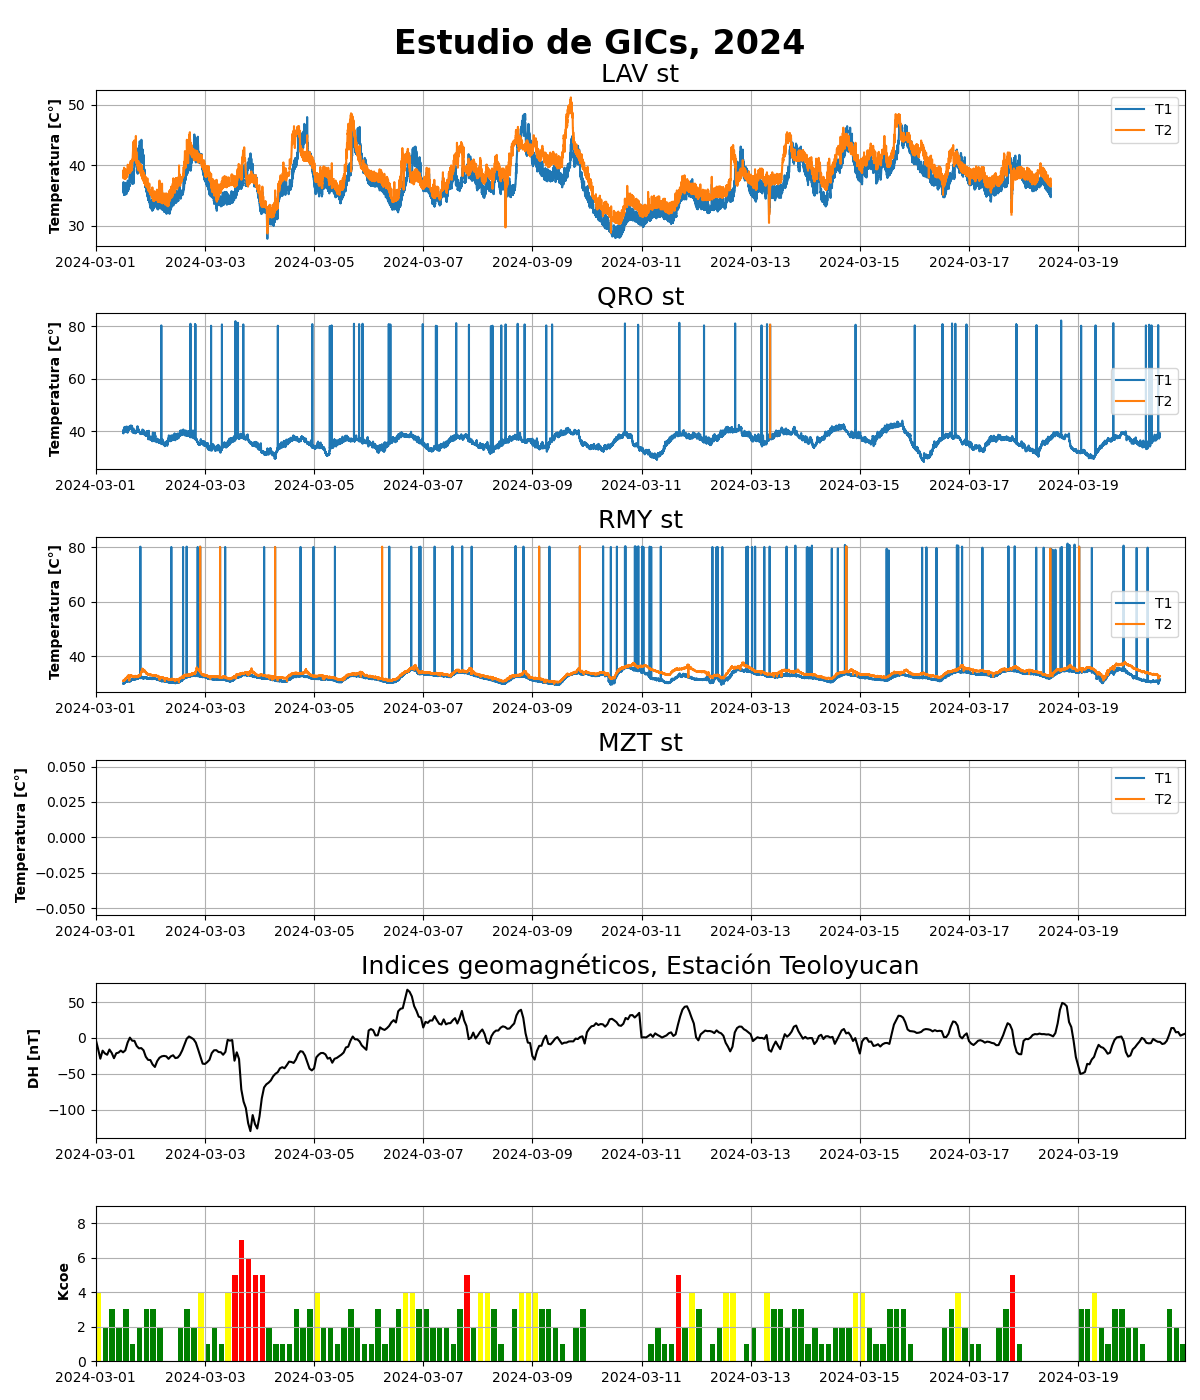 Estudio de GICs, 2024
LAV st
Temperatura [C°]
50
40
30
T1
T2
2024-03-01 2024-03-03 2024-03-05 2024-03-07 2024-03-09 2024-03-11 2024-03-13 2024-03-15 2024-03-17 2024-03-19
QRO st
Temperatura [C°]
80
60
40
T1
T2
2024-03-01 2024-03-03 2024-03-05 2024-03-07 2024-03-09 2024-03-11 2024-03-13 2024-03-15 2024-03-17 2024-03-19
RMY st
Temperatura [C°]
80
60
40
T1
T2
2024-03-01 2024-03-03 2024-03-05 2024-03-07 2024-03-09 2024-03-11 2024-03-13 2024-03-15 2024-03-17 2024-03-19
MZT st
Temperatura [C°]
0.050
0.025
0.000
−0.025
−0.050
T1
T2
2024-03-01 2024-03-03 2024-03-05 2024-03-07 2024-03-09 2024-03-11 2024-03-13 2024-03-15 2024-03-17 2024-03-19
Indices geomagnéticos, Estación Teoloyucan
DH [nT]
50
0
−50
−100
2024-03-01 2024-03-03 2024-03-05 2024-03-07 2024-03-09 2024-03-11 2024-03-13 2024-03-15 2024-03-17 2024-03-19
Kcoe
8
6
4
2
0
2024-03-01 2024-03-03 2024-03-05 2024-03-07 2024-03-09 2024-03-11 2024-03-13 2024-03-15 2024-03-17 2024-03-19